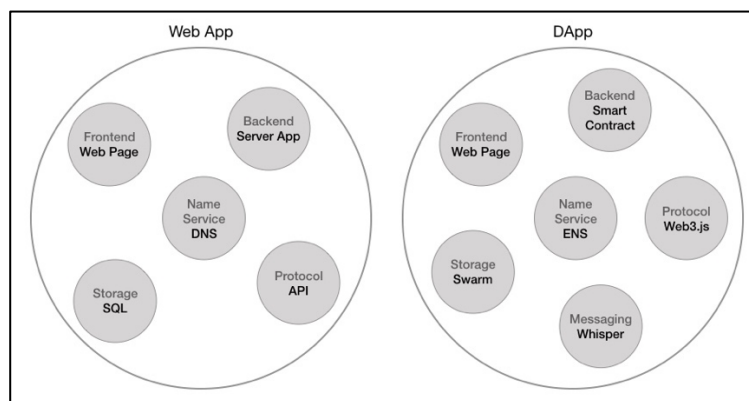 Web App
DApp
Frontend
Web Page
Backend
Server App
Name
Service
DNS
Storage
SQL
Protocol
API
Frontend
Web Page
Backend
Smart
Contract
Name
Service
ENS
Protocol
Web3.js
Storage
Swarm
Messaging
Whisper